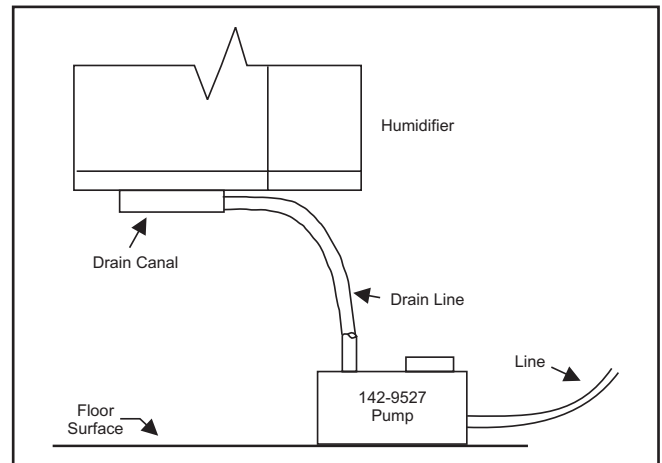 Humidifier
Drain Canal
Drain Line
Line
142-9527
Pump
Floor
Surface